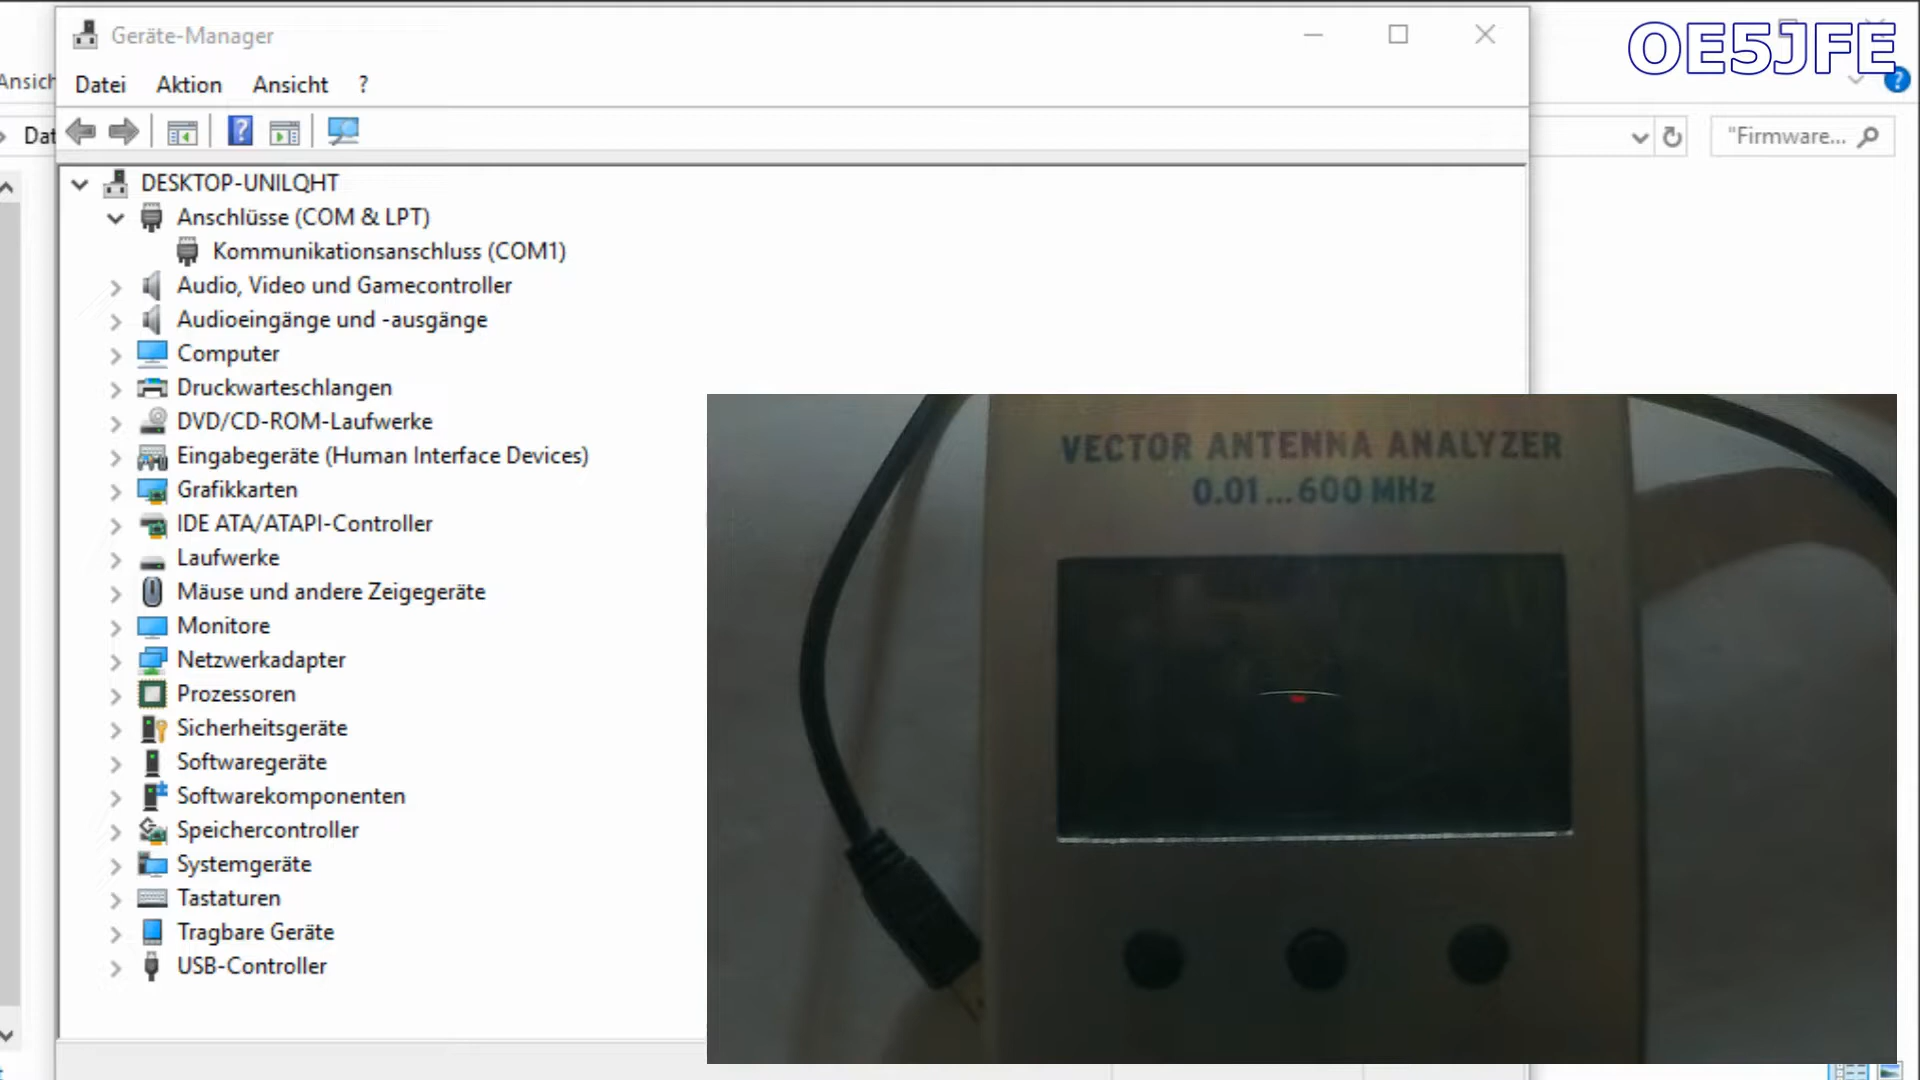 Geräte-Manager
OE5JFE
Ansich
Datei Aktion Ansicht ?
Dat
"Firmware...
DESKTOP-UNILQHT
Anschlüsse (COM & LPT)
Kommunikationsanschluss (COM1)
Audio, Video und Gamecontroller
Audioeingänge und -ausgänge
Computer
Druckwarteschlangen
DVD/CD-ROM-Laufwerke
Eingabegeräte (Human Interface Devices)
Grafikkarten
IDE ATA/ATAPI-Controller
Laufwerke
Mäuse und andere Zeigegeräte
Monitore
Netzwerkadapter
Prozessoren
Sicherheitsgeräte
Softwaregeräte
Softwarekomponenten
Speichercontroller
Systemgeräte
Tastaturen
Tragbare Geräte
USB-Controller
VECTOR ANTENNA ANALYZER
0.01...600 MHz